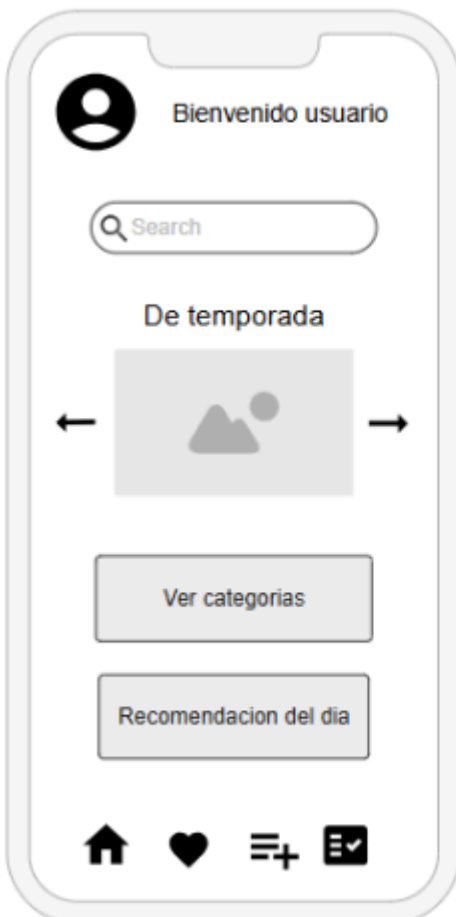 Bienvenido usuario
Search
De temporada
Ver categorias
Recomendacion del dia